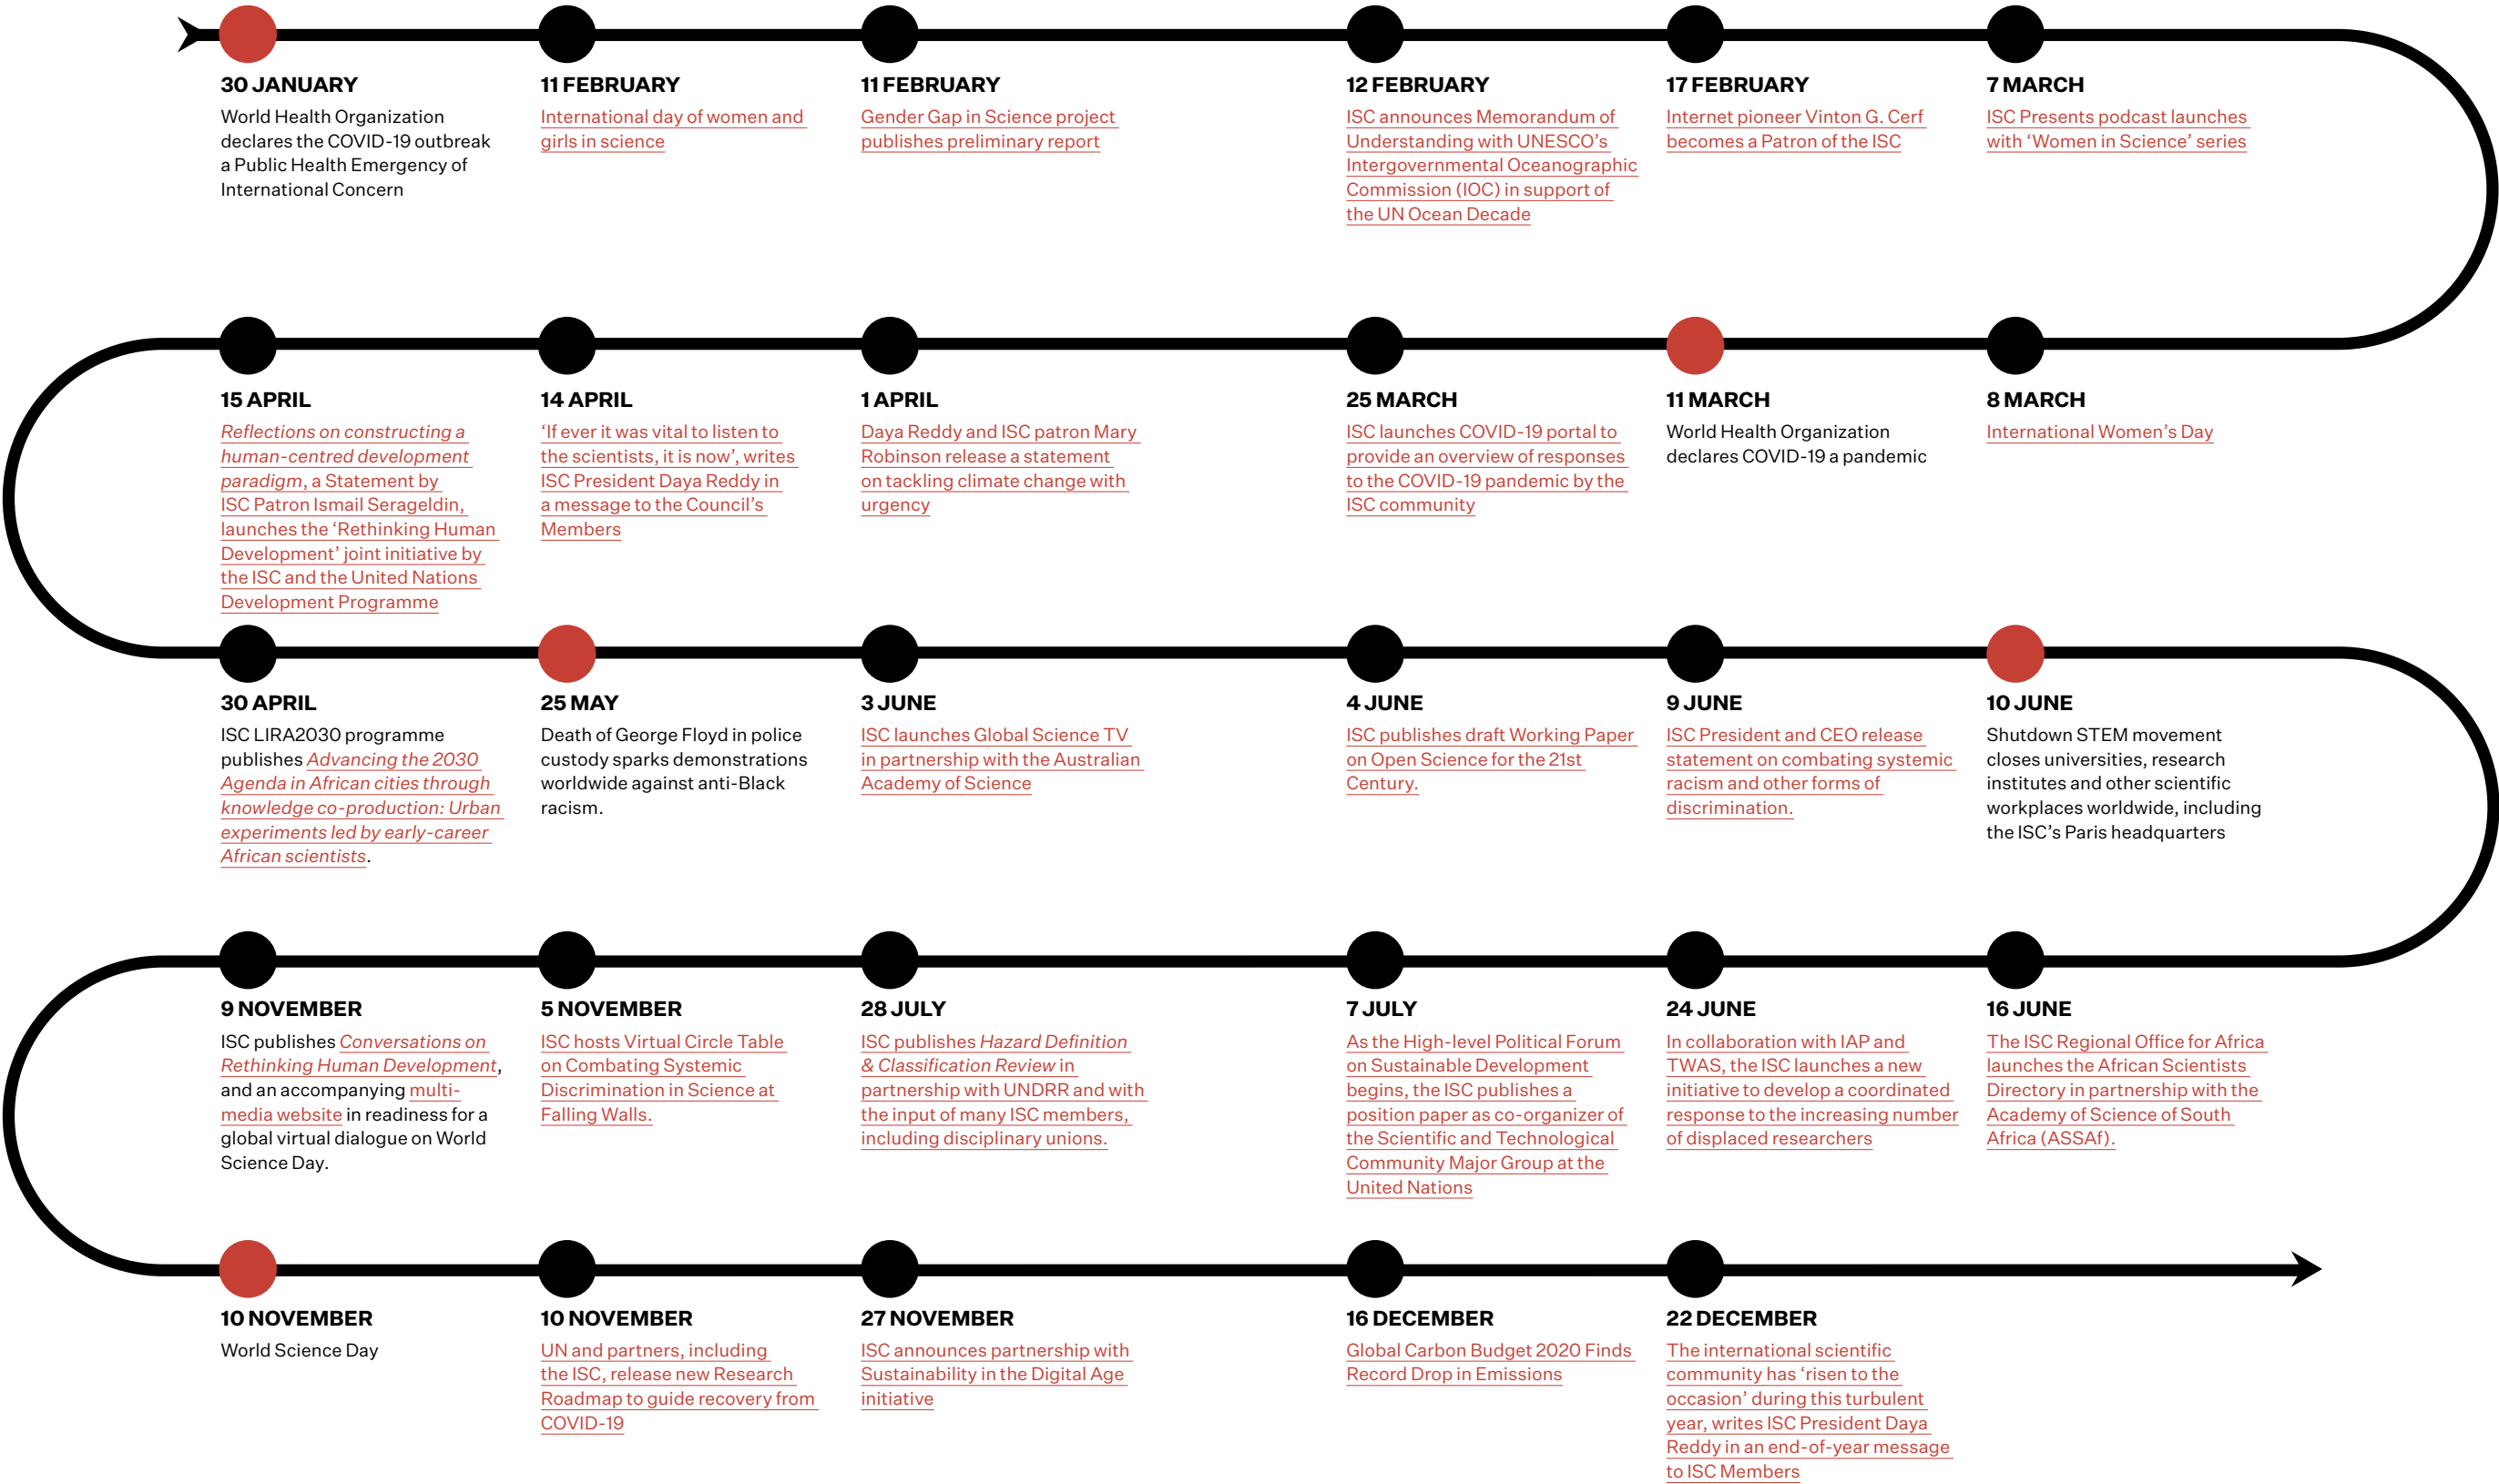 30 JANUARY
World Health Organization
declares the COVID-19 outbreak
a Public Health Emergency of
International Concern
11 FEBRUARY
International day of women and
girls in science
11 FEBRUARY
Gender Gap in Science project
publishes preliminary report
12 FEBRUARY
ISC announces Memorandum of
Understanding with UNESCO’s
Intergovernmental Oceanographic
Commission (IOC) in support of
the UN Ocean Decade
17 FEBRUARY
Internet pioneer Vinton G. Cerf
becomes a Patron of the ISC
7 MARCH
ISC Presents podcast launches
with ‘Women in Science’ series
8 MARCH
International Women’s Day
11 MARCH
World Health Organization
declares COVID-19 a pandemic
25 MARCH
ISC launches COVID-19 portal to
provide an overview of responses
to the COVID-19 pandemic by the
ISC community
1 APRIL
Daya Reddy and ISC patron Mary
Robinson release a statement
on tackling climate change with
urgency
14 APRIL
‘If ever it was vital to listen to
the scientists, it is now’, writes
ISC President Daya Reddy in
a message to the Council’s
Members
15 APRIL
Reflections on constructing a
human-centred development
paradigm, a Statement by
ISC Patron Ismail Serageldin,
launches the ‘Rethinking Human
Development’ joint initiative by
the ISC and the United Nations
Development Programme
30 APRIL
ISC LIRA2030 programme
publishes Advancing the 2030
Agenda in African cities through
knowledge co-production: Urban
experiments led by early-career
African scientists.
25 MAY
Death of George Floyd in police
custody sparks demonstrations
worldwide against anti-Black
racism.
3 JUNE
ISC launches Global Science TV
in partnership with the Australian
Academy of Science
4 JUNE
ISC publishes draft Working Paper
on Open Science for the 21st
Century.
9 JUNE
ISC President and CEO release
statement on combating systemic
racism and other forms of
discrimination.
10 JUNE
Shutdown STEM movement
closes universities, research
institutes and other scientific
workplaces worldwide, including
the ISC’s Paris headquarters
16 JUNE
The ISC Regional Office for Africa
launches the African Scientists
Directory in partnership with the
Academy of Science of South
Africa (ASSAf).
24 JUNE
In collaboration with IAP and
TWAS, the ISC launches a new
initiative to develop a coordinated
response to the increasing number
of displaced researchers
7 JULY
As the High-level Political Forum
on Sustainable Development
begins, the ISC publishes a
position paper as co-organizer of
the Scientific and Technological
Community Major Group at the
United Nations
28 JULY
ISC publishes Hazard Definition
& Classification Review in
partnership with UNDRR and with
the input of many ISC members,
including disciplinary unions.
5 NOVEMBER
ISC hosts Virtual Circle Table
on Combating Systemic
Discrimination in Science at
Falling Walls.
9 NOVEMBER
ISC publishes Conversations on
Rethinking Human Development,
and an accompanying multi-
media website in readiness for a
global virtual dialogue on World
Science Day.
10 NOVEMBER
World Science Day
10 NOVEMBER
UN and partners, including
the ISC, release new Research
Roadmap to guide recovery from
COVID-19
27 NOVEMBER
ISC announces partnership with
Sustainability in the Digital Age
initiative
16 DECEMBER
Global Carbon Budget 2020 Finds
Record Drop in Emissions
22 DECEMBER
The international scientific
community has ‘risen to the
occasion’ during this turbulent
year, writes ISC President Daya
Reddy in an end-of-year message
to ISC Members